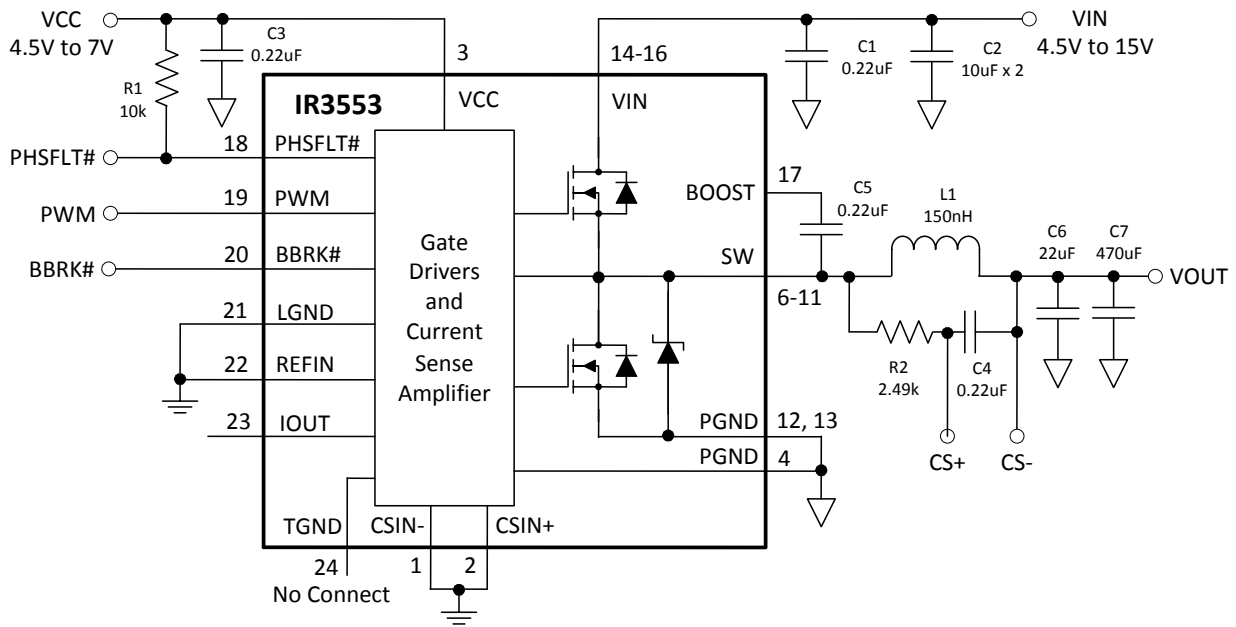 VCC
4.5V to 7V
C3
0.22uF
3
14-16
C1
0.22uF
C2
10uF x 2
VIN
4.5V to 15V
R1
10k
IR3553
VCC
VIN
PHSFLT#
18
PHSFLT#
PWM
19
PWM
BBRK#
20
BBRK#
21
LGND
22
REFIN
23
IOUT
Gate
Drivers
and
Current
Sense
Amplifier
BOOST
17
C5
0.22uF
L1
150nH
C6
22uF
C7
470uF
SW
6-11
VOUT
R2
2.49k
C4
0.22uF
CS+
CS-
PGND
12, 13
PGND
4
TGND
CSIN-
CSIN+
24
1
2
No Connect